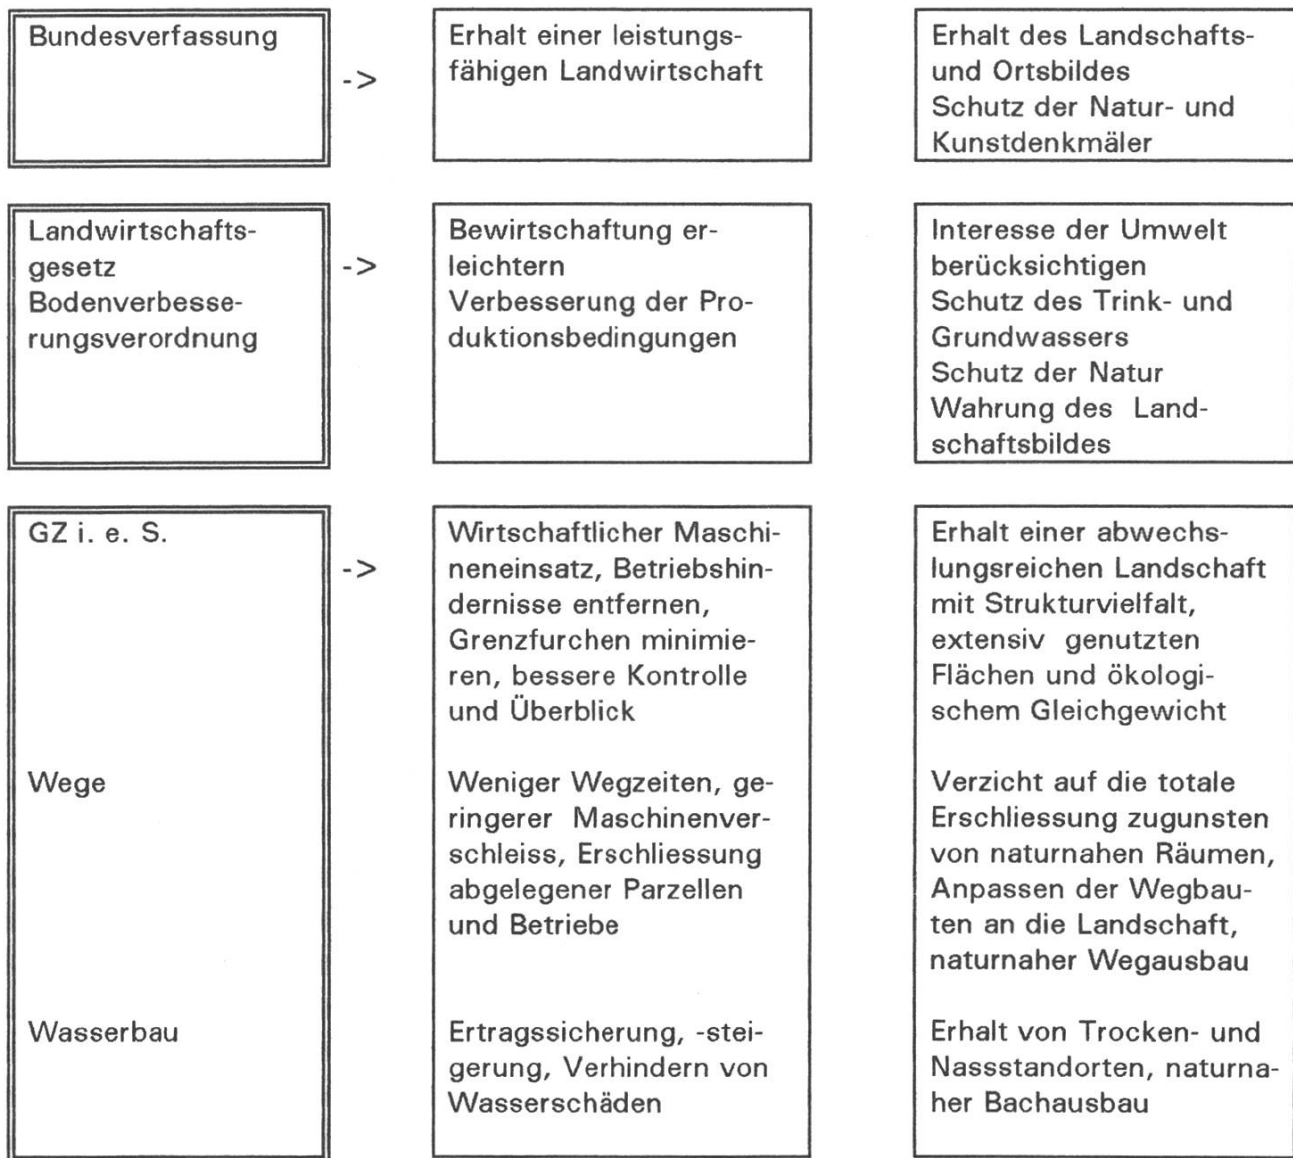 Bundesverfassung
->
Erhalt einer leistungs-
fähigen Landwirtschaft
Erhalt des Landschafts-
und Ortsbildes
Schutz der Natur- und
Kunstdenkmäler
Landwirtschafts-
gesetz
Bodenverbesse-
rungsverordnung
->
Bewirtschaftung er-
leichtern
Verbesserung der Pro-
duktionsbedingungen
Interesse der Umwelt
berücksichtigen
Schutz des Trink- und
Grundwassers
Schutz der Natur
Wahrung des Land-
schaftsbildes
GZ i. e. S.
->
Wirtschaftlicher Maschi-
neneinsatz, Betriebshin-
dernisse entfernen,
Grenzfurchen minimie-
ren, bessere Kontrolle
und Überblick
Erhalt einer abwechs-
lungsreichen Landschaft
mit Strukturvielfalt,
extensiv genutzten
Flächen und ökologi-
schem Gleichgewicht
Wege
Weniger Wegzeiten, ge-
ringerer Maschinenver-
schleiss, Erschliessung
abgelegener Parzellen
und Betriebe
Verzicht auf die totale
Erschliessung zugunsten
von naturnahen Räumen,
Anpassen der Wegbau-
ten an die Landschaft,
naturnaher Wegausbau
Wasserbau
Ertragssicherung, -stei-
gerung, Verhindern von
Wasserschäden
Erhalt von Trocken- und
Nassstandorten, naturna-
her Bachausbau